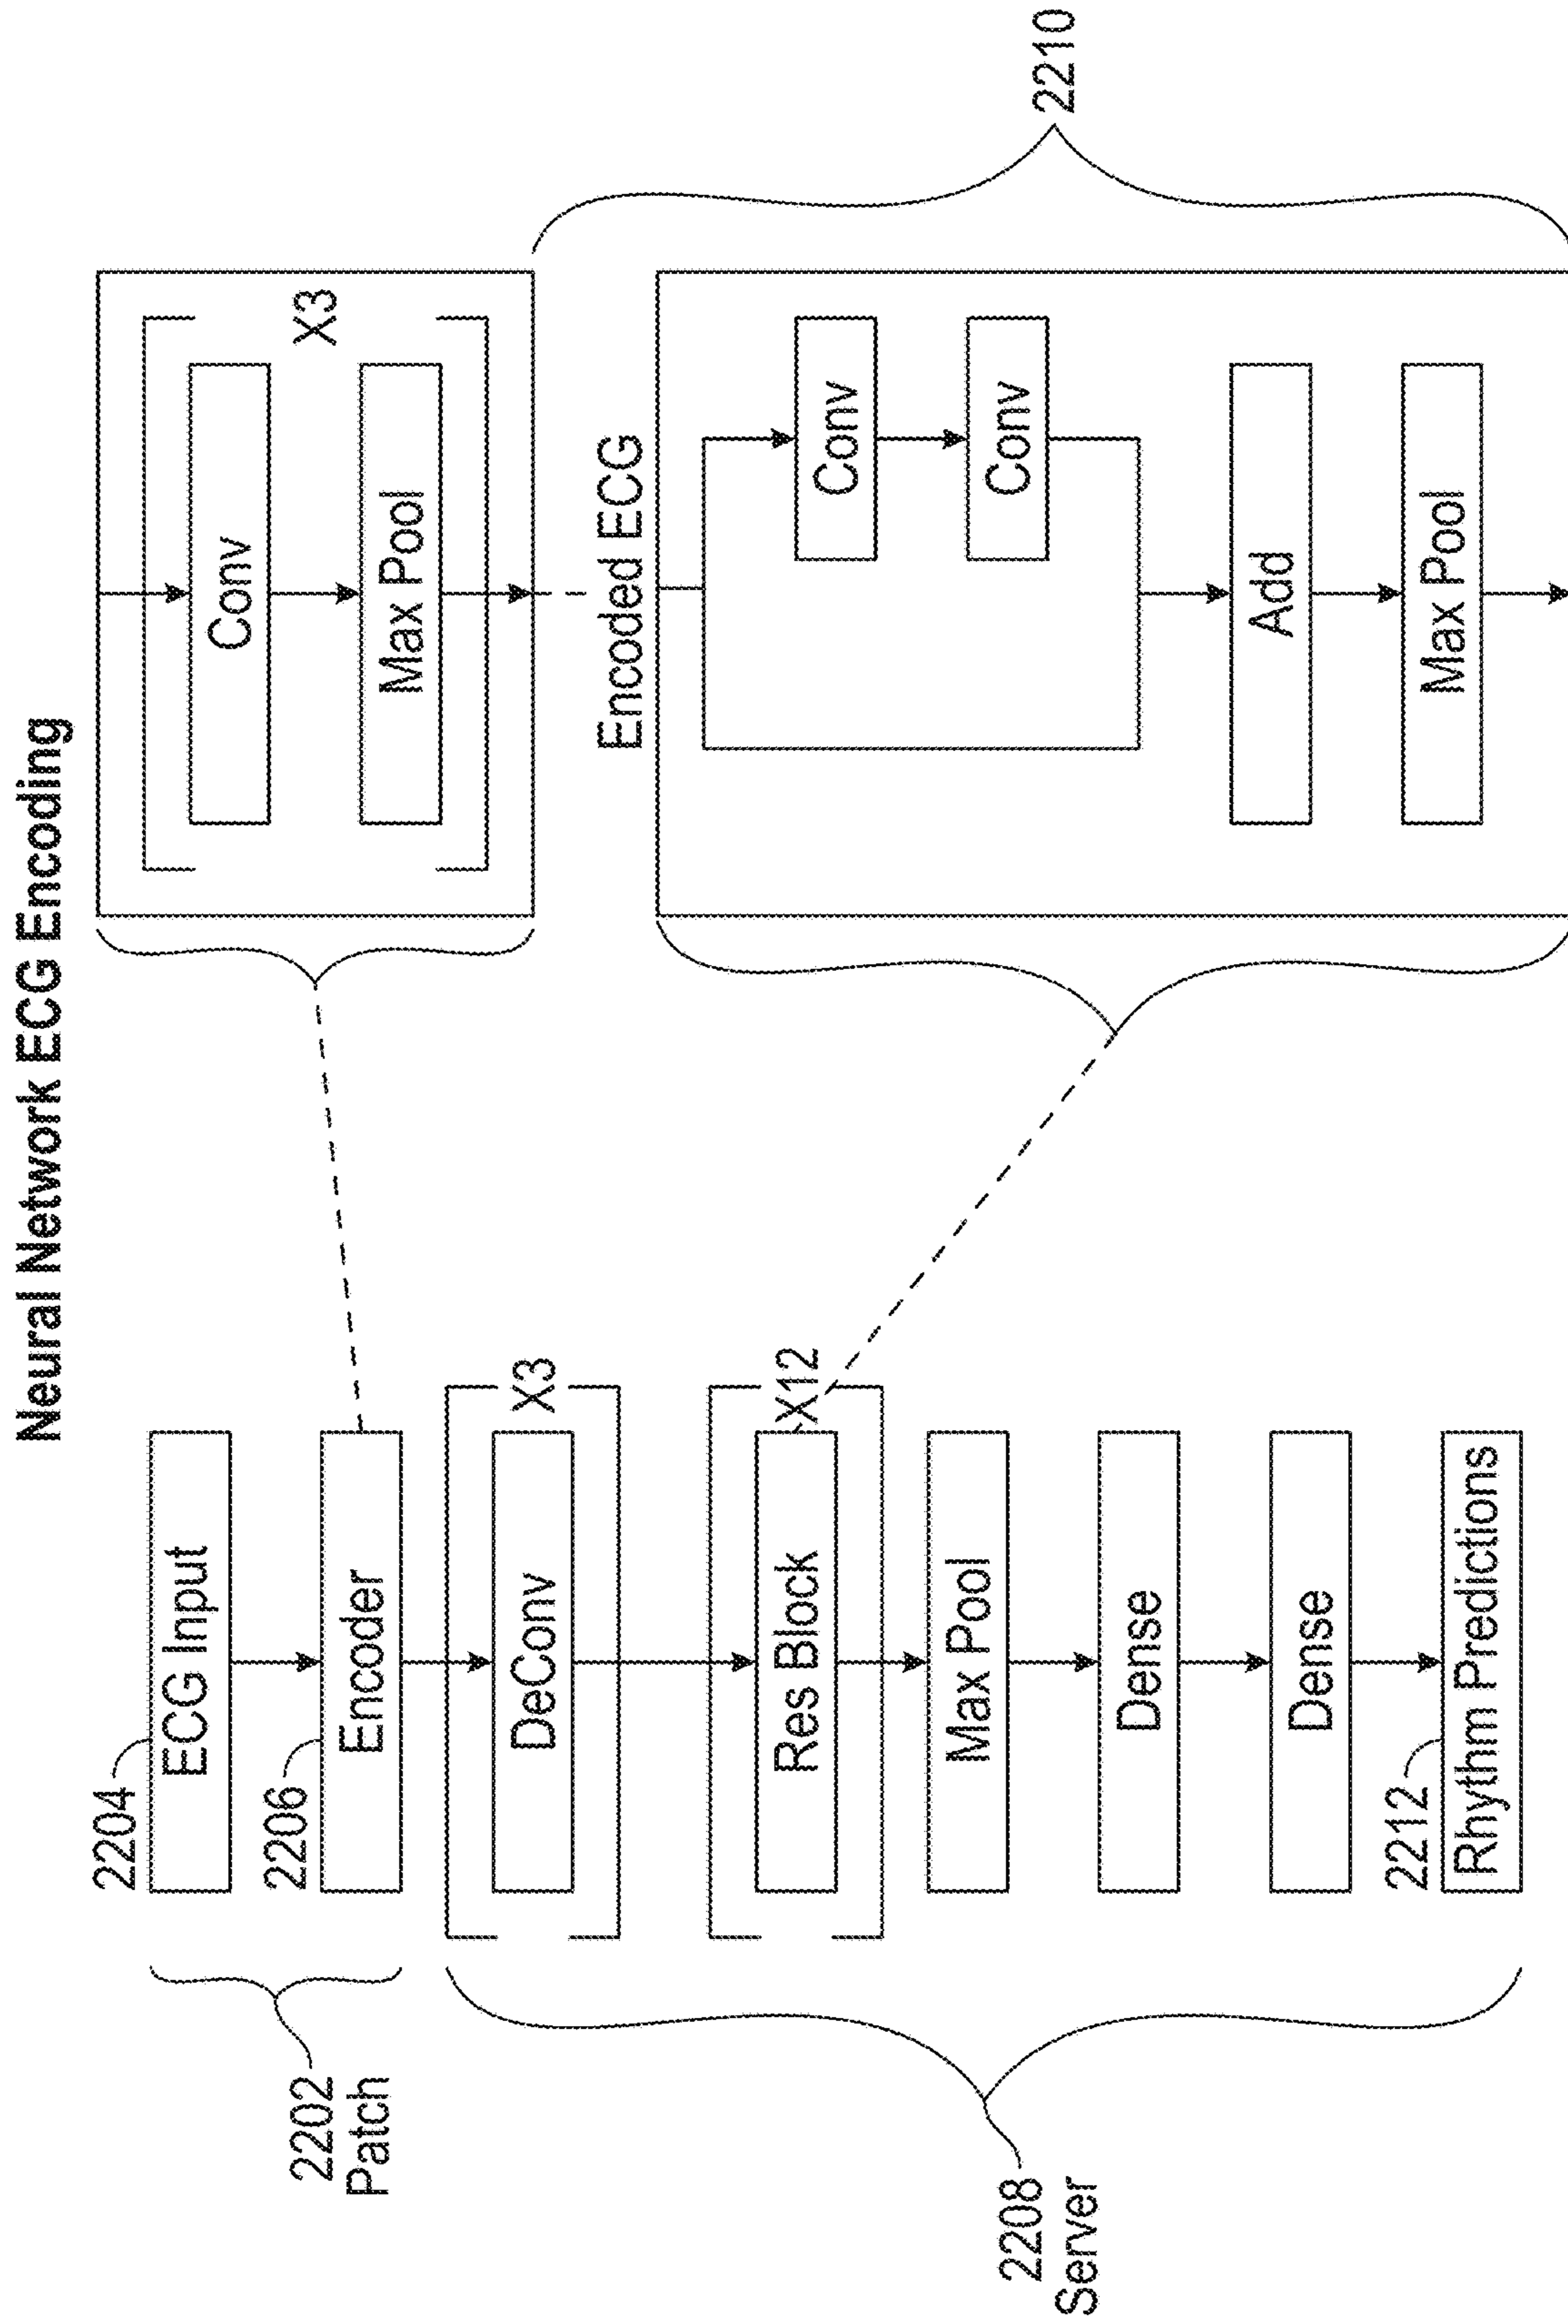 Neural Network ECG Encoding
2204
ECG Input
2206
Encoder
2202
Patch
DeConv
X3
Res Block
X12
Max Pool
Dense
Dense
2212
Rhythm Predictions
2208
Server
Conv
Max Pool
X3
Encoded ECG
Conv
Conv
Add
Max Pool
2210